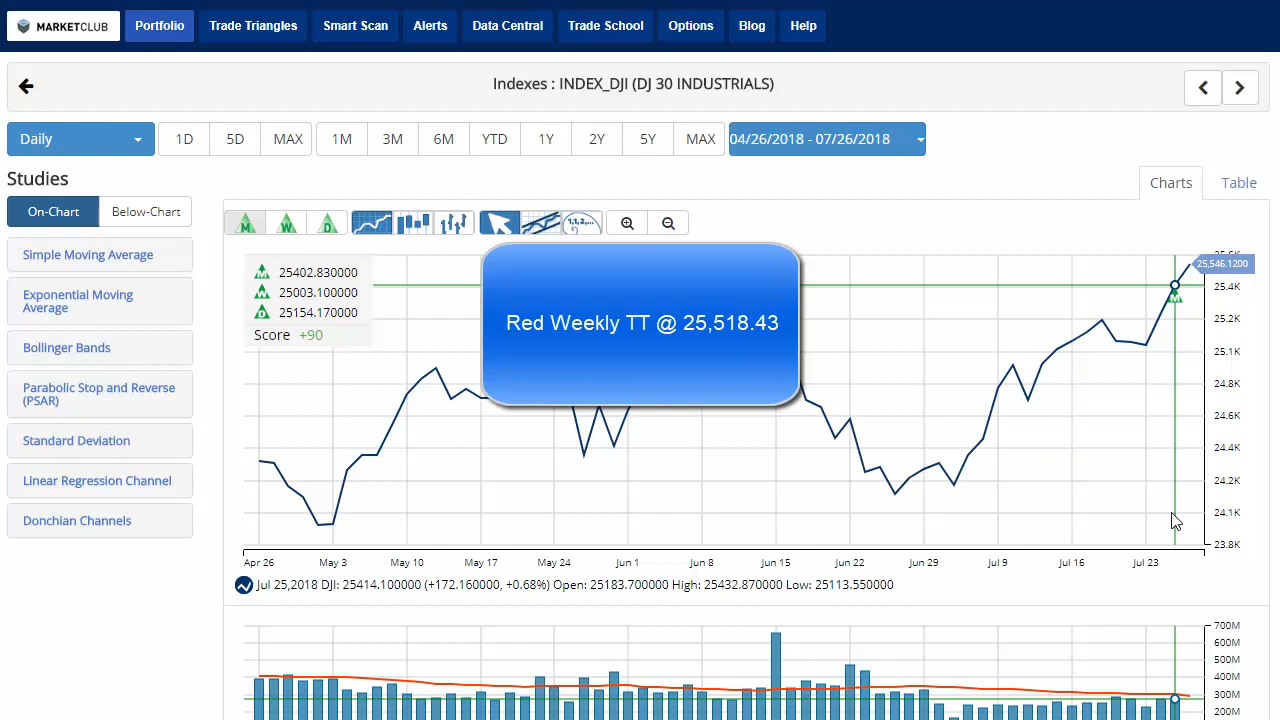 MARKETCLUB Portfolio Trade Triangles Smart Scan Alerts Data Central Trade School Options Blog Help
Indexes : INDEX_DJI (DJ 30 INDUSTRIALS)
Daily 1D 5D MAX 1M 3M 6M YTD 1Y 2Y 5Y MAX 04/26/2018 - 07/26/2018
Studies
Charts Table
On-Chart Below-Chart
Simple Moving Average
Exponential Moving
Average
Bollinger Bands
Parabolic Stop and Reverse
(PSAR)
Standard Deviation
Linear Regression Channel
Donchian Channels
M W D
M 25402.830000
W 25003.100000
D 25154.170000
Score +90
Red Weekly TT @ 25,518.43
M
25.6K
25,546.1200
25.4K
25.2K
25.1K
24.8K
24.6K
24.4K
24.2K
24.1K
23.8K
Apr 26 May 3 May 10 May 17 May 24 Jun 1 Jun 8 Jun 15 Jun 22 Jun 29 Jul 9 Jul 16 Jul 23
Jul 25,2018 DJI: 25414.100000 (+172.160000, +0.68%) Open: 25183.700000 High: 25432.870000 Low: 25113.550000
700M
600M
500M
400M
300M
200M